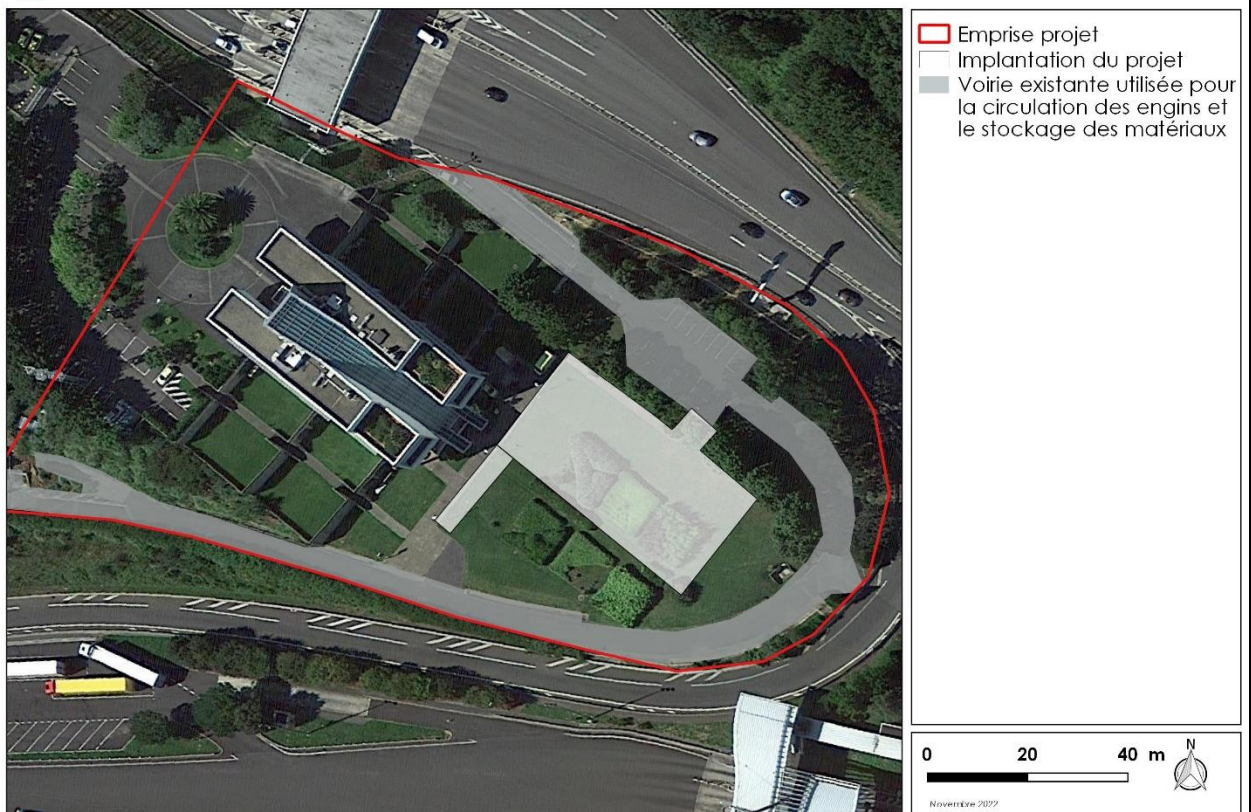 Emprise projet
Implantation du projet
Voirie existante utilisée pour
la circulation des engins et
le stockage des matériaux
0 20 40 m
N
Novembre 2022